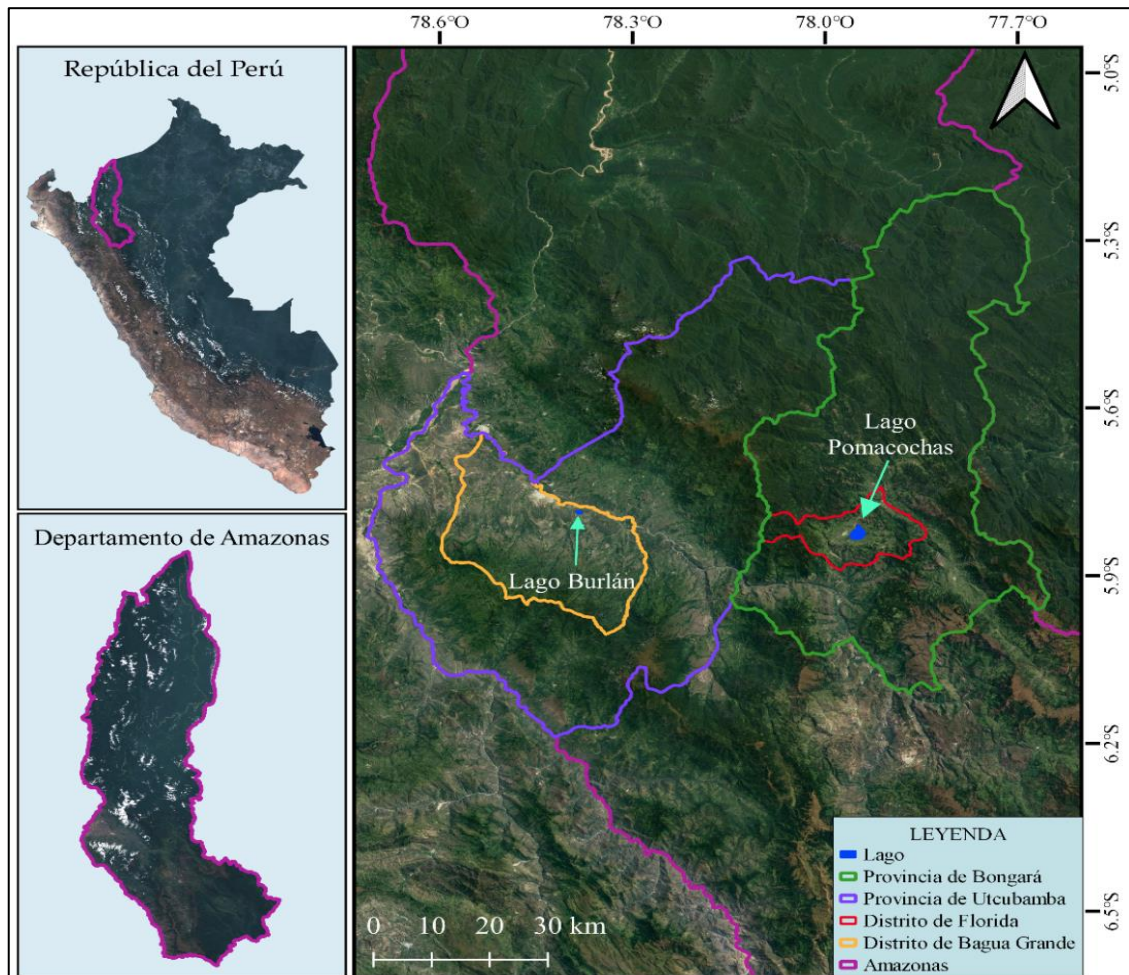 78.6°O 78.3°O 78.0°O 77.7°O
República del Perú
Departamento de Amazonas
5.0°S
5.3°S
5.6°S
5.9°S
6.2°S
6.5°S
Lago
Pomacochas
Lago Burlán
0 10 20 30 km
LEYENDA
Lago
Provincia de Bongará
Provincia de Utcubamba
Distrito de Florida
Distrito de Bagua Grande
Amazonas